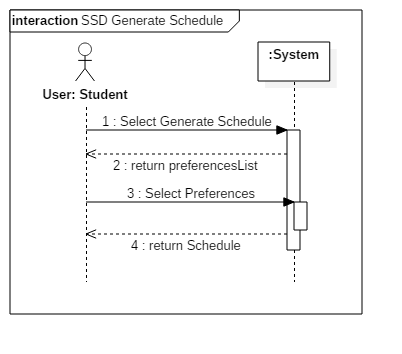 interaction SSD Generate Schedule
:System
User: Student
1 : Select Generate Schedule
2 : return preferencesList
3 : Select Preferences
4 : return Schedule